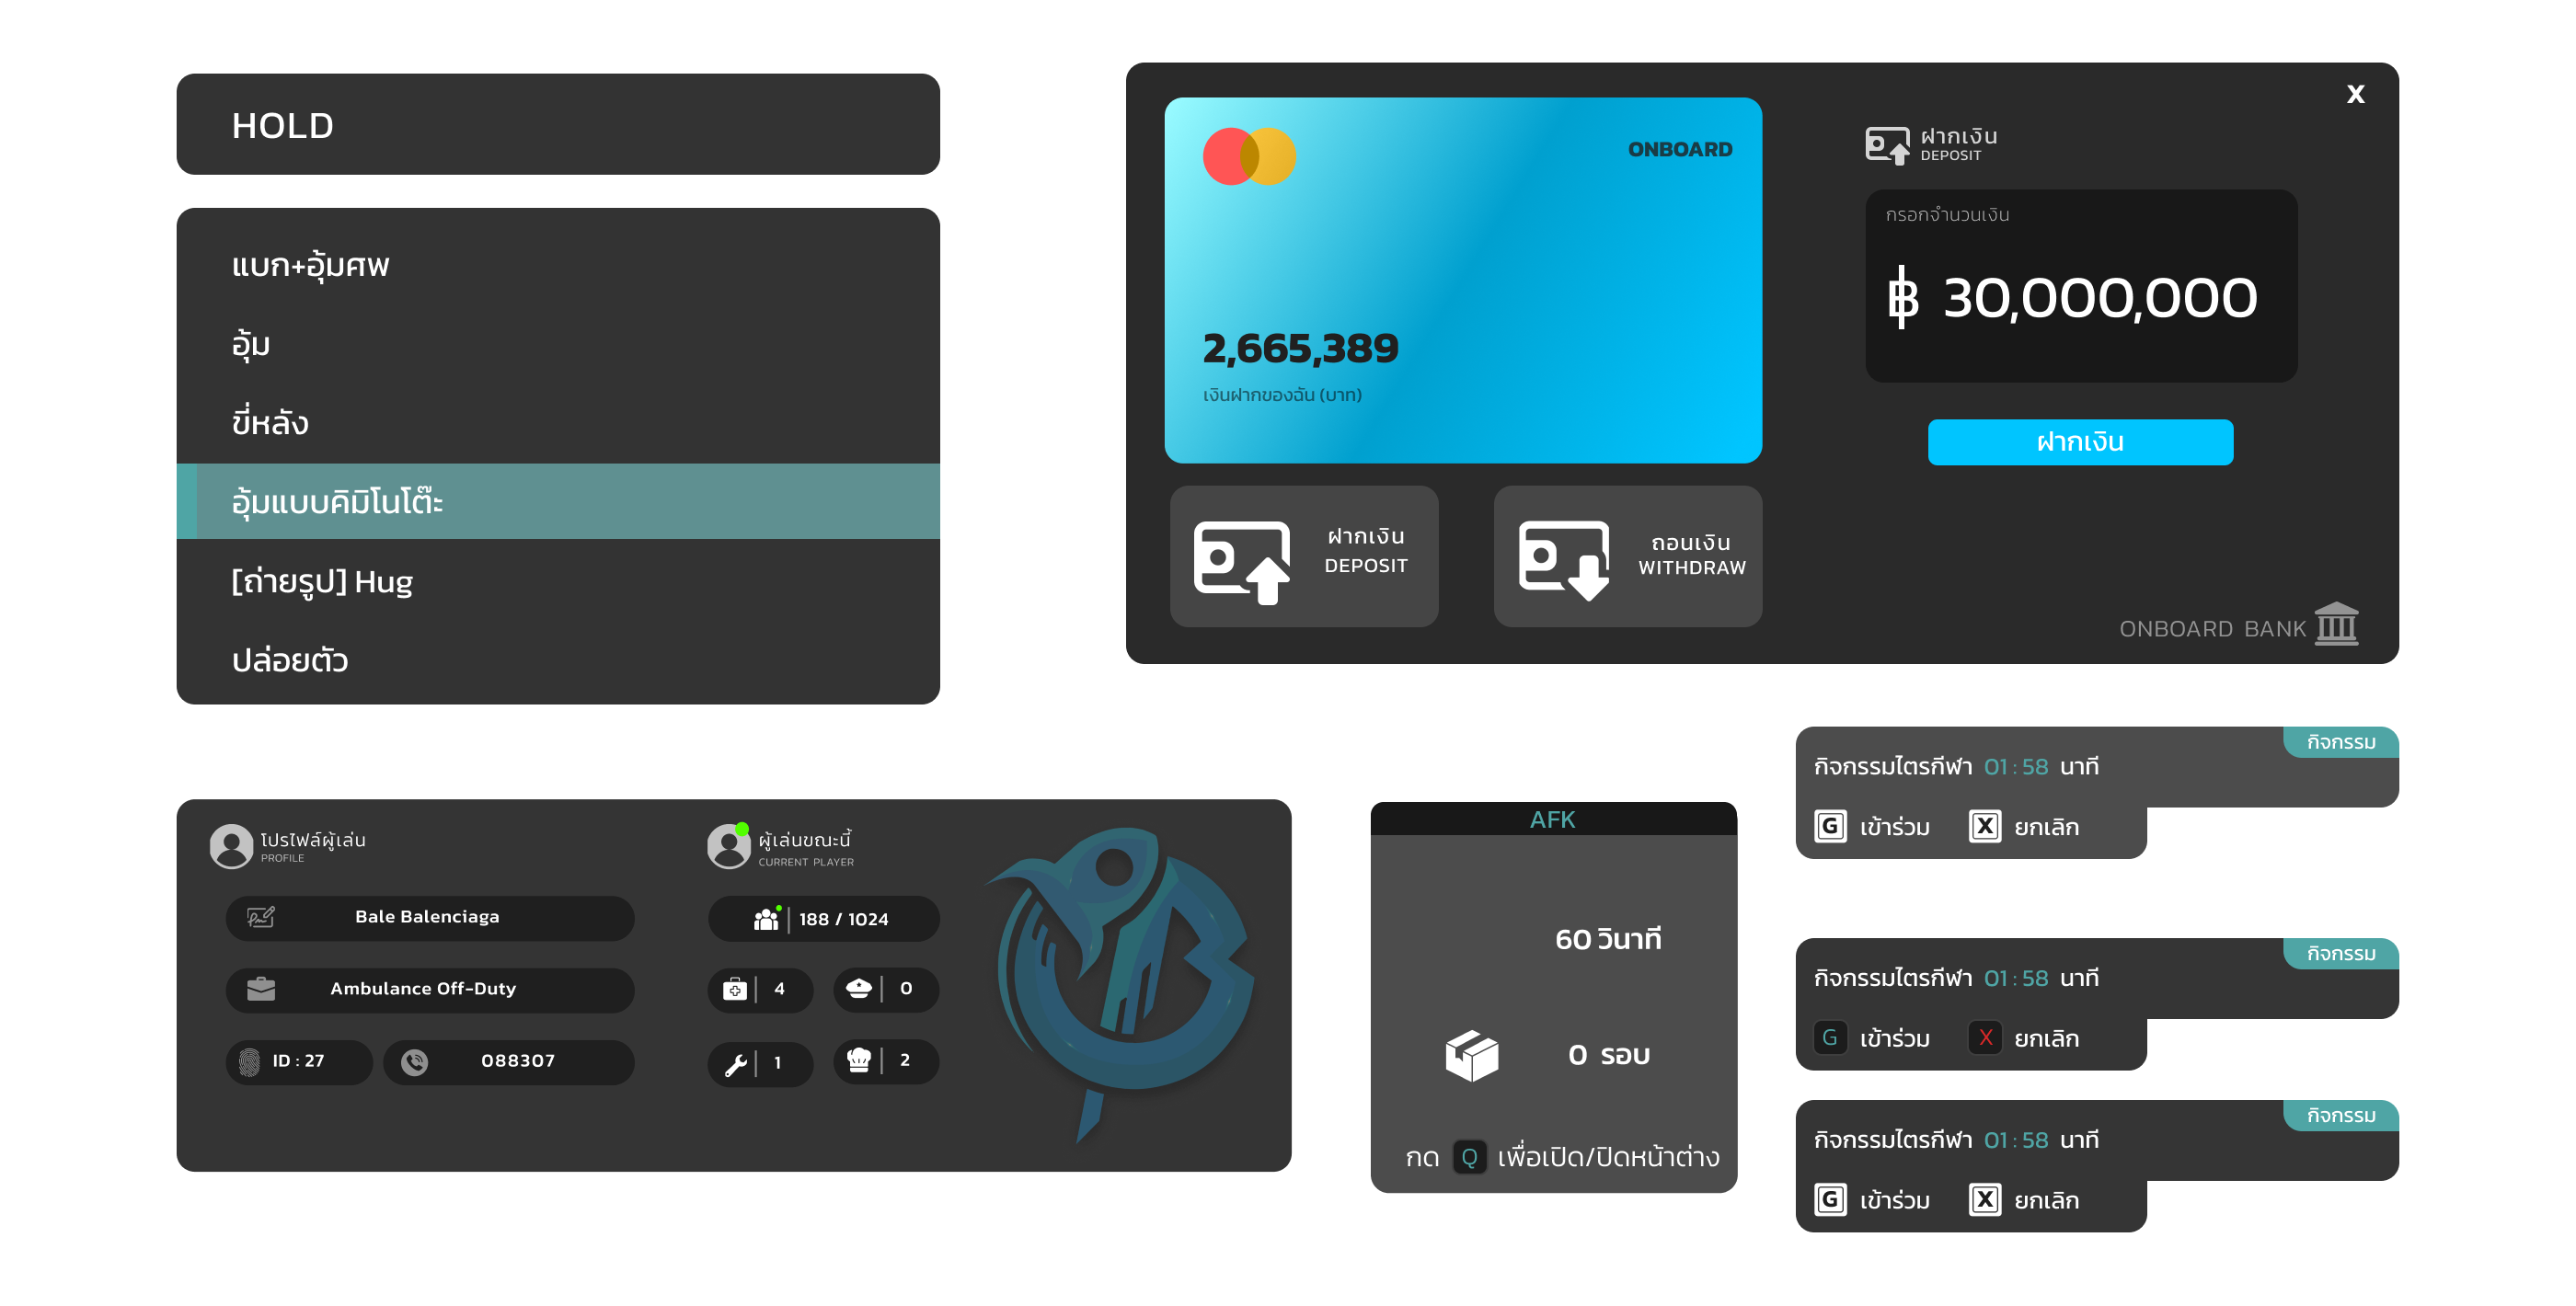 HOLD
แบก+อุ้มศพ
อุ้ม
ขี่หลัง
อุ้มแบบคิมิโนโต๊ะ
[ถ่ายรูป] Hug
ปล่อยตัว
X
ONBOARD
2,665,389
เงินฝากของฉัน (บาท)
ฝากเงิน
DEPOSIT
ถอนเงิน
WITHDRAW
ฝากเงิน
DEPOSIT
กรอกจำนวนเงิน
฿ 30,000,000
ฝากเงิน
ONBOARD BANK
โปรไฟล์ผู้เล่น
PROFILE
Bale Balenciaga
Ambulance Off-Duty
ID : 27
088307
ผู้เล่นขณะนี้
CURRENT PLAYER
188 / 1024
4
0
1
2
AFK
60 วินาที
0 รอบ
กด Q เพื่อเปิด/ปิดหน้าต่าง
กิจกรรม
กิจกรรมไตรกีฬา 01 : 58 นาที
G เข้าร่วม X ยกเลิก
กิจกรรม
กิจกรรมไตรกีฬา 01 : 58 นาที
G เข้าร่วม X ยกเลิก
กิจกรรม
กิจกรรมไตรกีฬา 01 : 58 นาที
G เข้าร่วม X ยกเลิก